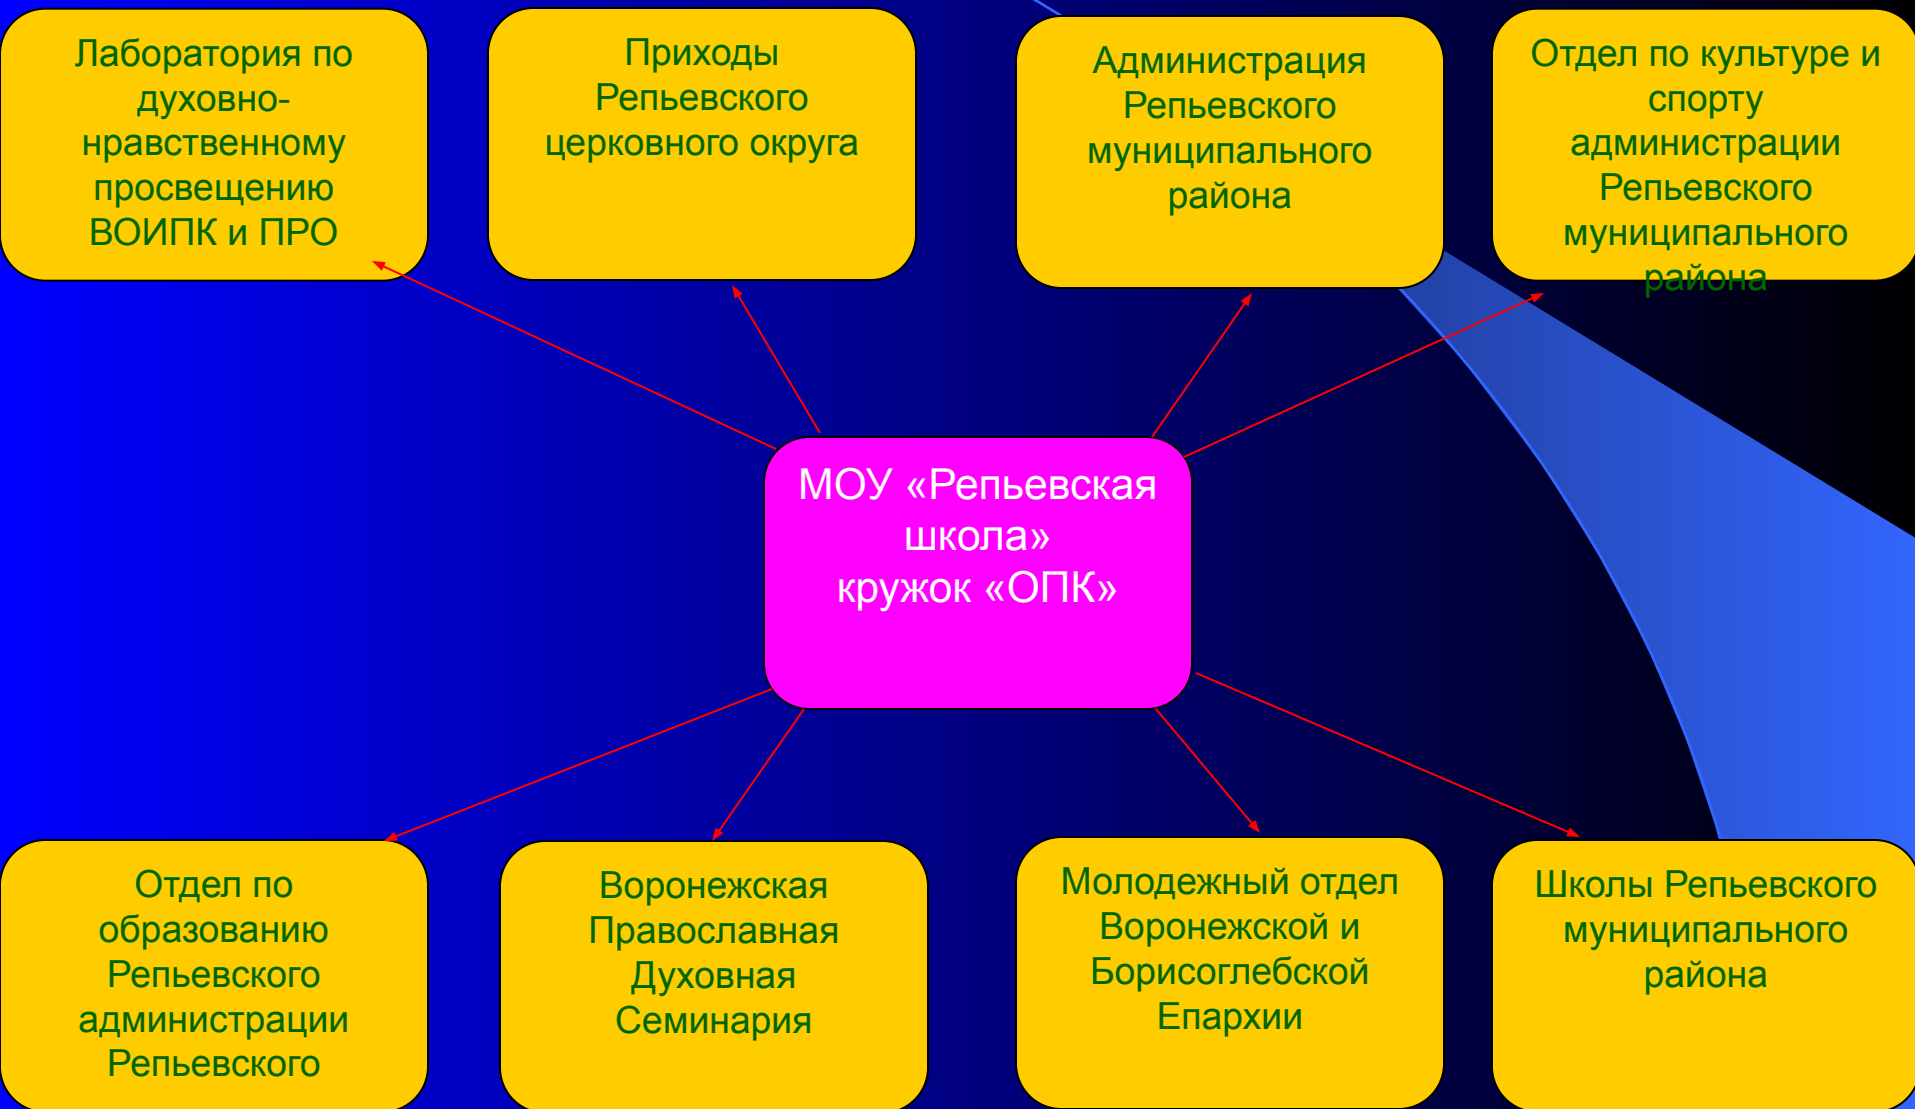 Лаборатория по
духовно-
нравственному
просвещению
ВОИПК и ПРО
Приходы
Репьевского
церковного округа
Администрация
Репьевского
муниципального
района
Отдел по культуре и
спорту
администрации
Репьевского
муниципального
района
МОУ «Репьевская
школа»
кружок «ОПК»
Отдел по
образованию
Репьевского
администрации
Репьевского
Воронежская
Православная
Духовная
Семинария
Молодежный отдел
Воронежской и
Борисоглебской
Епархии
Школы Репьевского
муниципального
района